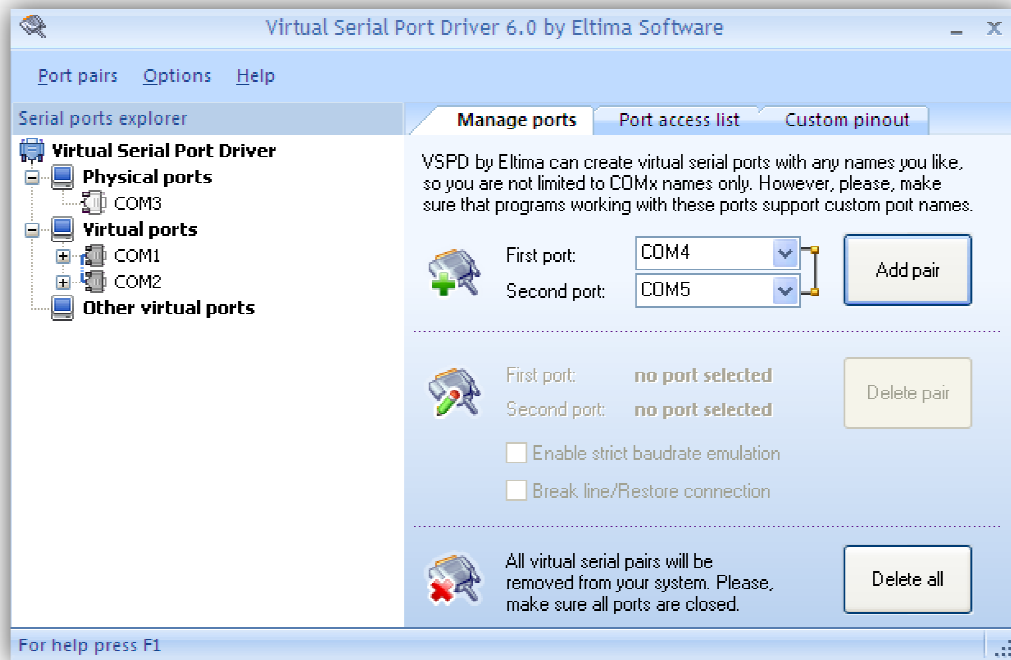 Virtual Serial Port Driver 6.0 by Eltima Software
Port pairs Options Help
Serial ports explorer
Virtual Serial Port Driver
Physical ports
COM3
Virtual ports
COM1
COM2
Other virtual ports
Manage ports Port access list Custom pinout
VSPD by Eltima can create virtual serial ports with any names you like,
so you are not limited to COMx names only. However, please, make
sure that programs working with these ports support custom port names.
First port: COM4
Second port: COM5
Add pair
First port: no port selected
Second port: no port selected
Delete pair
Enable strict baudrate emulation
Break line/Restore connection
All virtual serial pairs will be
removed from your system. Please,
make sure all ports are closed.
Delete all
For help press F1